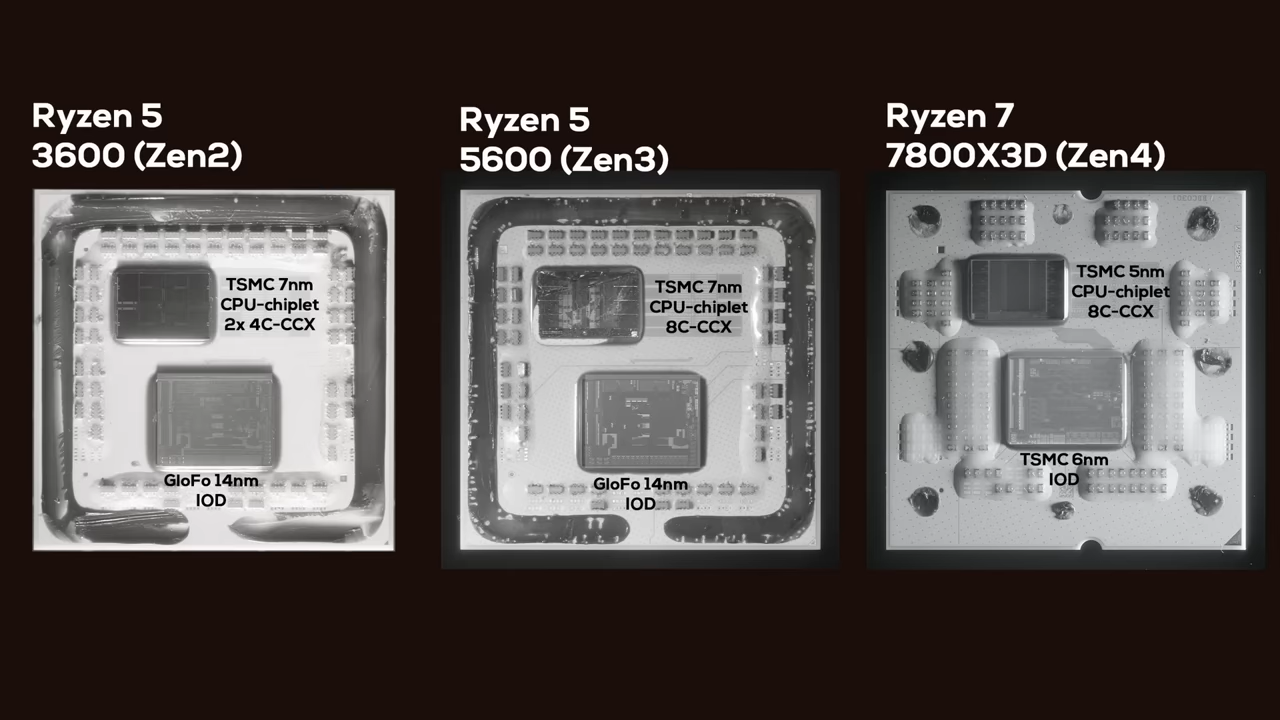 Ryzen 5
3600 (Zen2)
TSMC 7nm
CPU-chiplet
2x 4C-CCX
GloFo 14nm
IOD
Ryzen 5
5600 (Zen3)
TSMC 7nm
CPU-chiplet
8C-CCX
GloFo 14nm
IOD
Ryzen 7
7800X3D (Zen4)
TSMC 5nm
CPU-chiplet
8C-CCX
TSMC 6nm
IOD